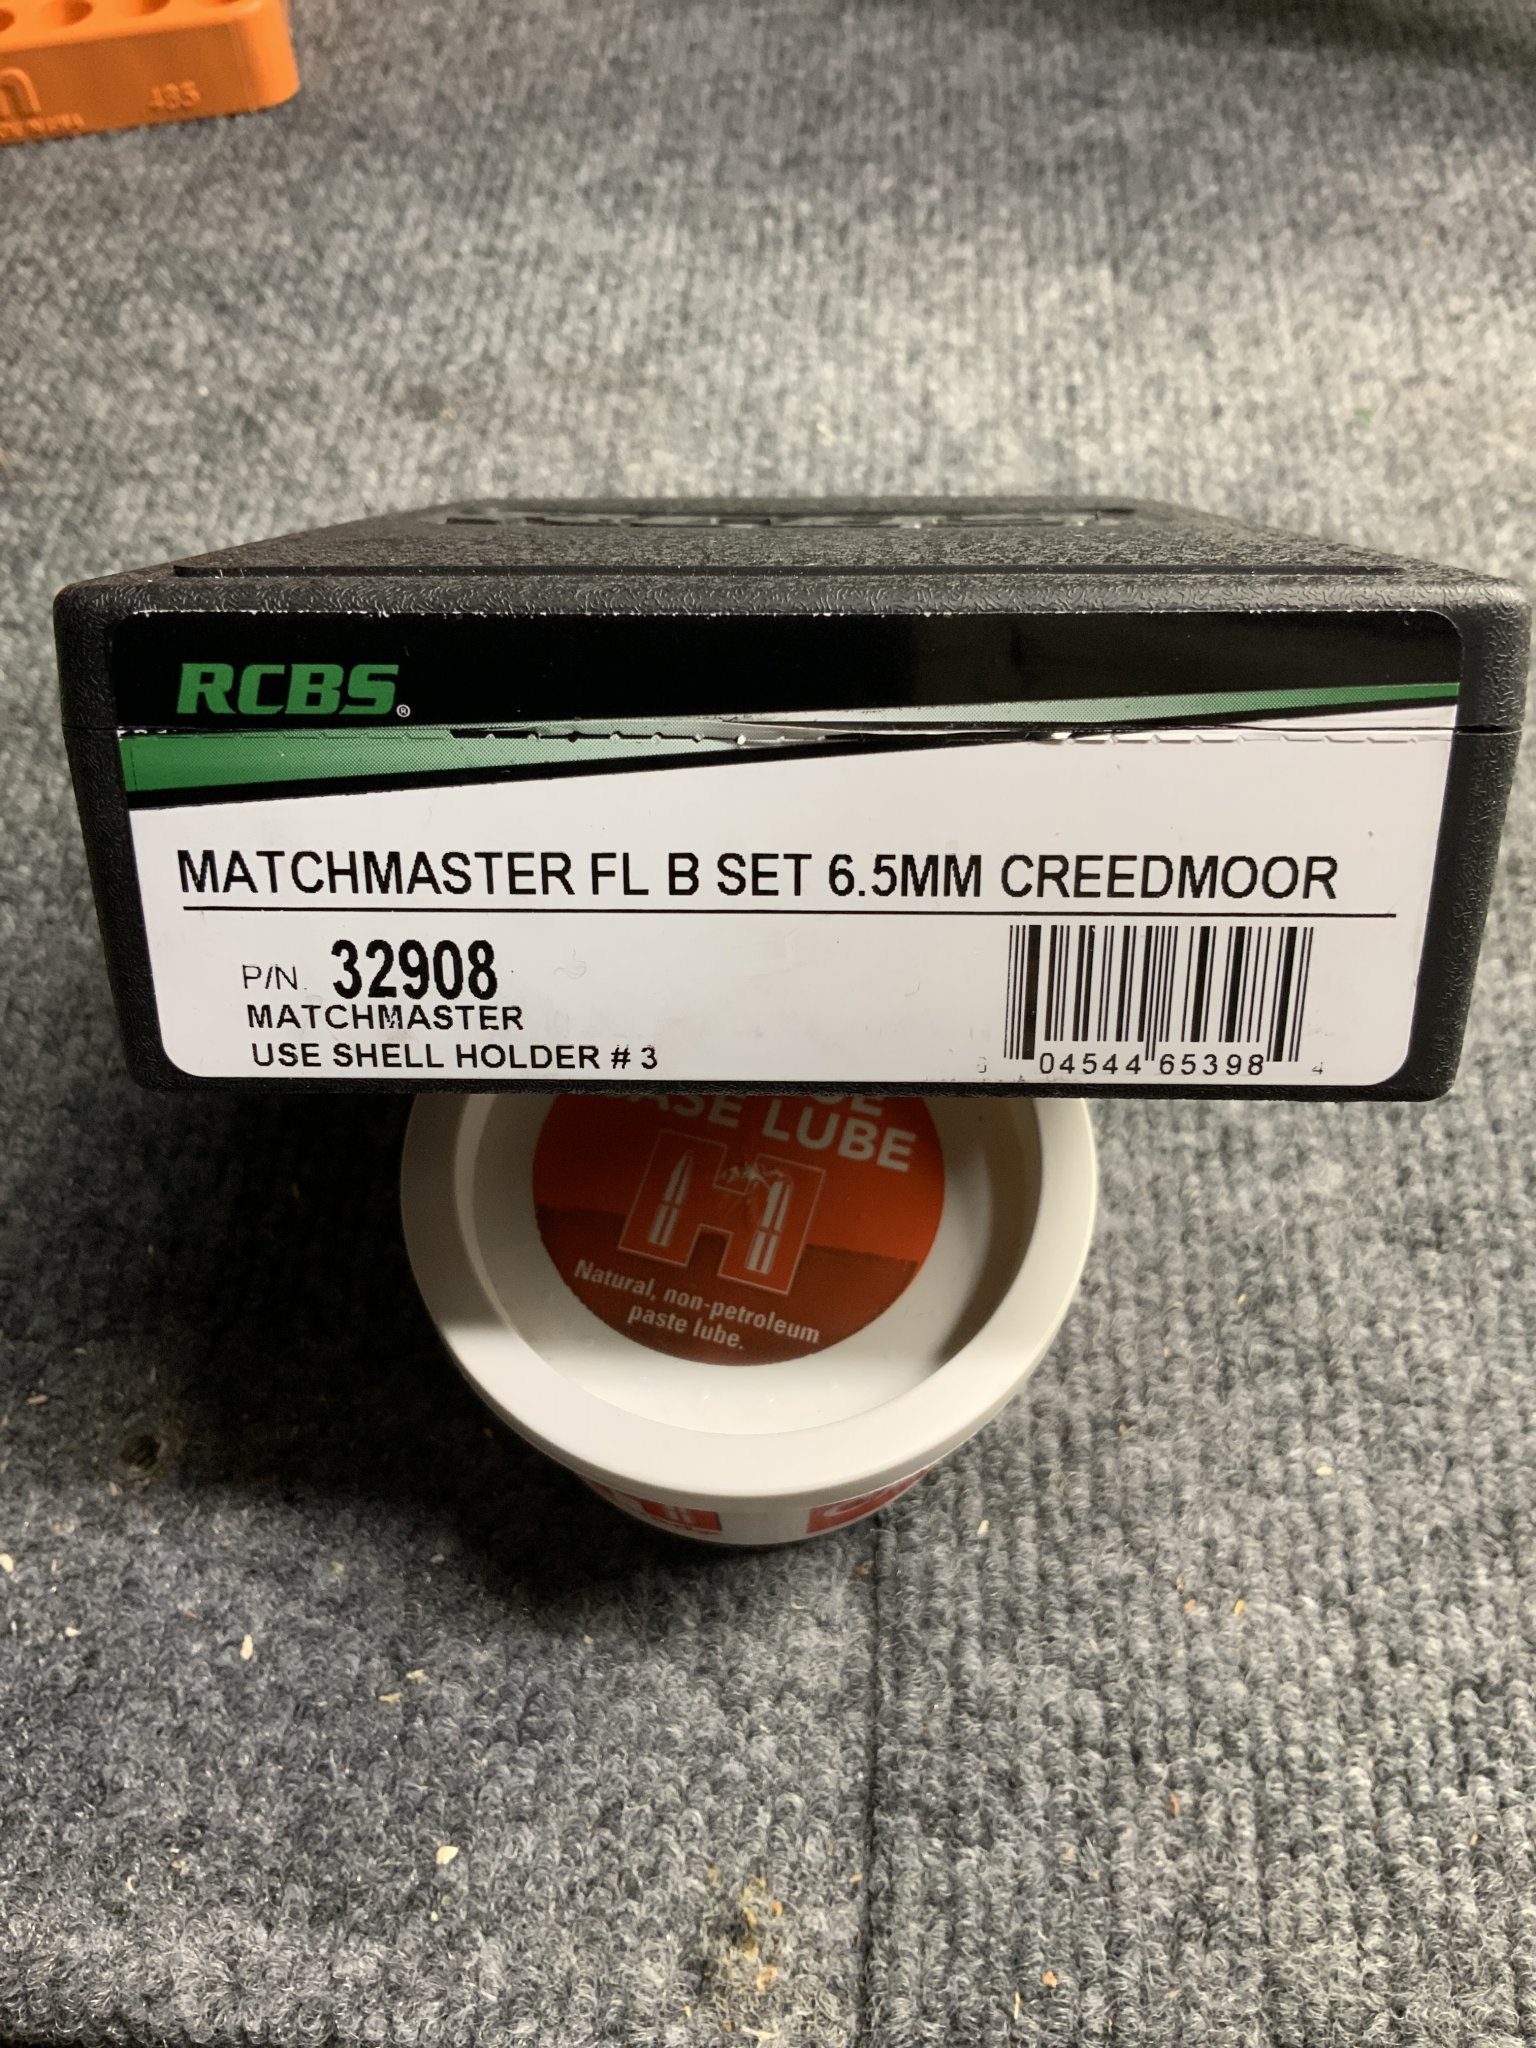 485
RCBS®
MATCHMASTER FL B SET 6.5MM CREEDMOOR
P/N. 32908
MATCHMASTER
USE SHELL HOLDER # 3
04544 65398 4
LUBE
Natural, non-petroleum
paste lube.